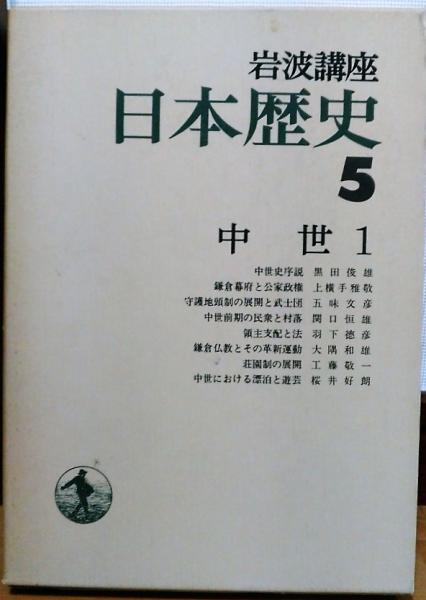 岩波講座
日本歴史
5
中世1
中世史序説 黒田俊雄
鎌倉幕府と公家政権 上横手雅敬
守護地頭制の展開と武士団 五味文彦
中世前期の民衆と村落 関口恒雄
領主支配と法 羽下徳彦
鎌倉仏教とその革新運動 大隅和雄
荘園制の展開 工藤敬一
中世における漂泊と遊芸 桜井好朗